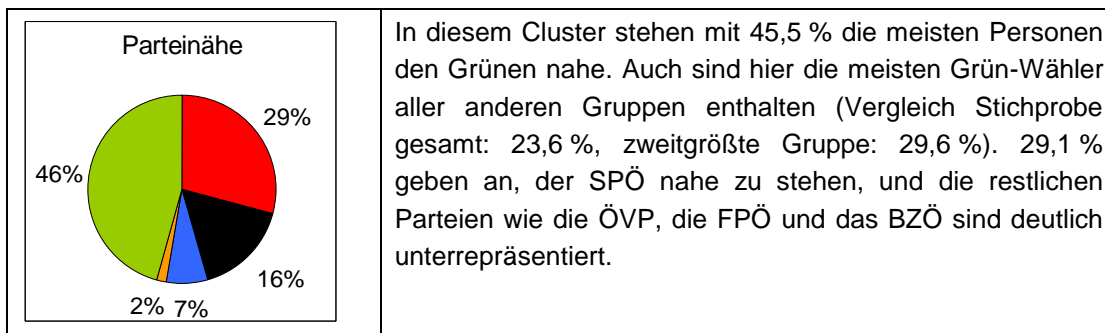 Parteinähe
29%
46%
16%
2% 7%
In diesem Cluster stehen mit 45,5 % die meisten Personen
den Grünen nahe. Auch sind hier die meisten Grün-Wähler
aller anderen Gruppen enthalten (Vergleich Stichprobe
gesamt: 23,6 %, zweitgrößte Gruppe: 29,6 %). 29,1 %
geben an, der SPÖ nahe zu stehen, und die restlichen
Parteien wie die ÖVP, die FPÖ und das BZÖ sind deutlich
unterrepräsentiert.